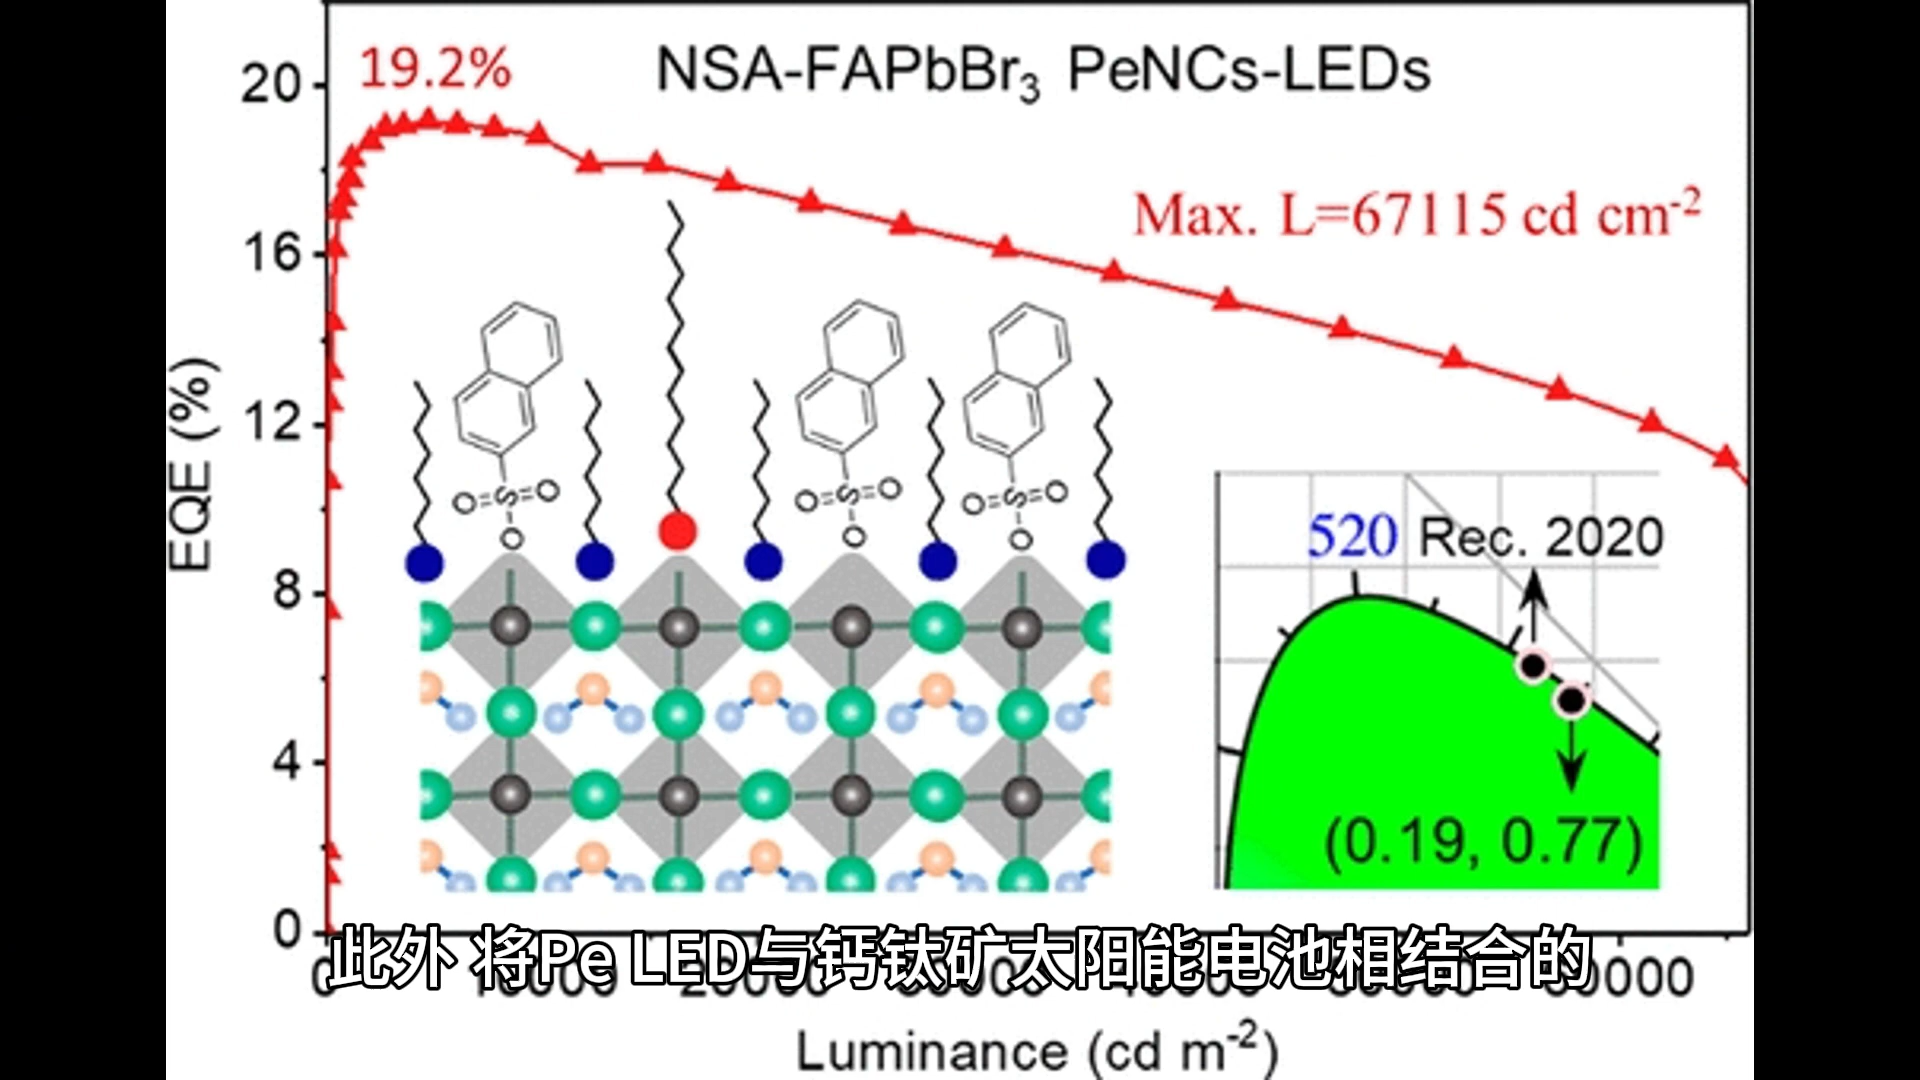 19.2%
NSA-FAPbBr3 PeNCs-LEDs
Max. L=67115 cd cm-2
EQE (%)
20
16
12
8
4
0
O=S=O
O
O=S=O
O
O=S=O
O
520 Rec. 2020
(0.19, 0.77)
此外 将Pe LED与钙钛矿太阳能电池相结合的
Luminance (cd m-2)